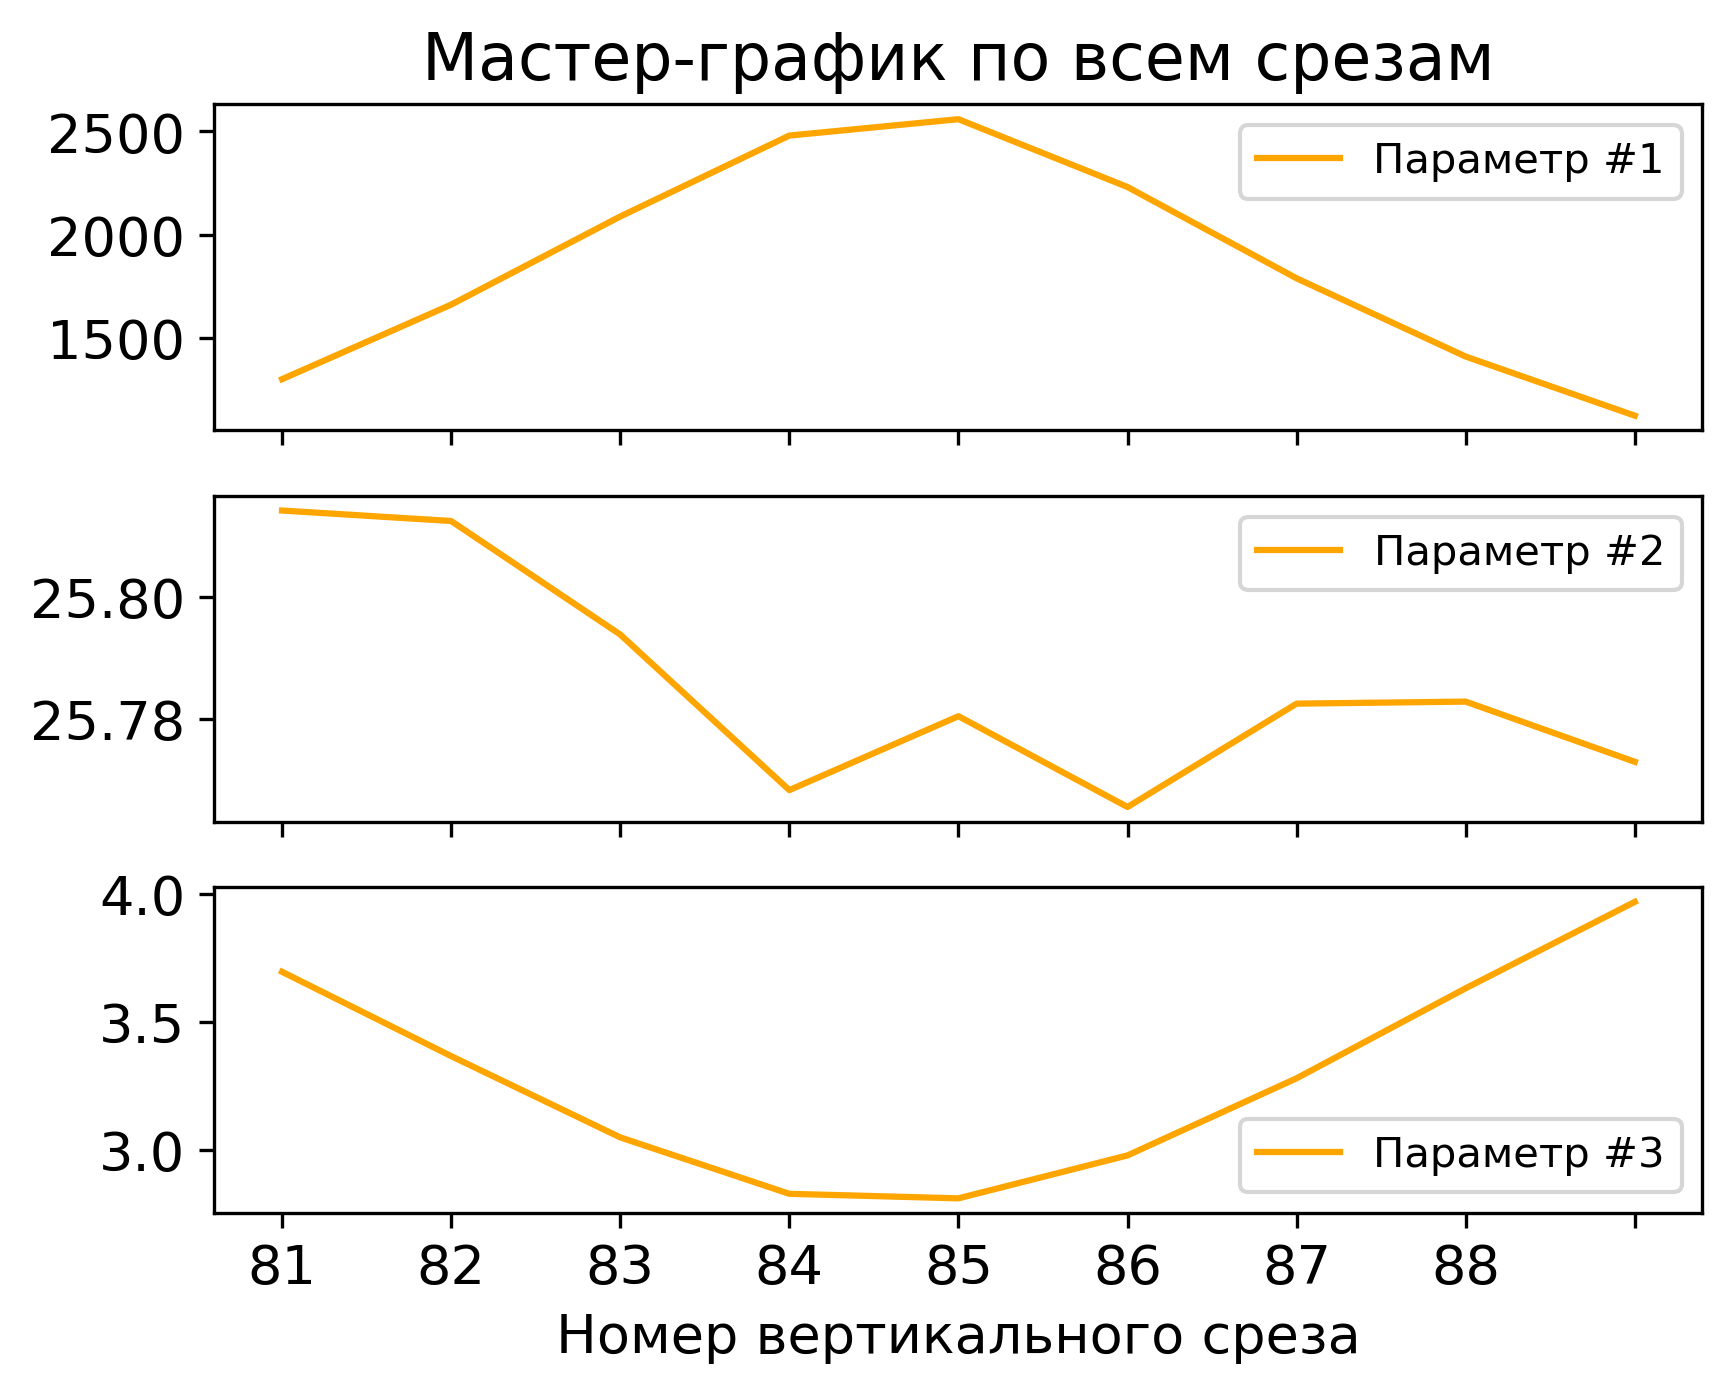 Мастер-график по всем срезам
2500
2000
1500
Параметр #1
25.80
25.78
Параметр #2
4.0
3.5
3.0
Параметр #3
81 82 83 84 85 86 87 88
Номер вертикального среза